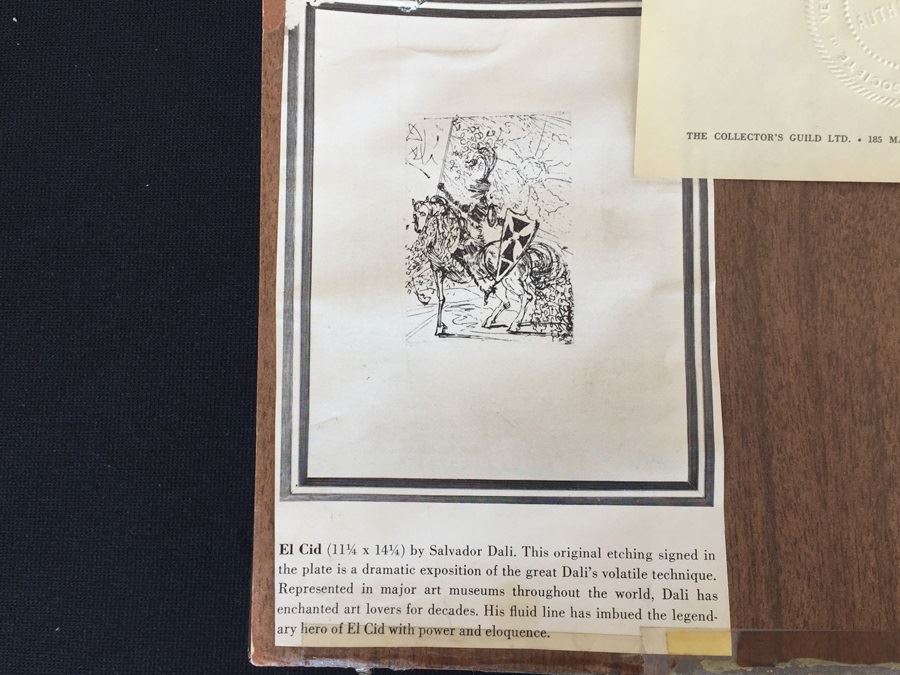 VE
AUTH
SOCIETE
THE COLLECTOR'S GUILD LTD. • 185
El Cid (11¼ x 14¼) by Salvador Dali. This original etching signed in
the plate is a dramatic exposition of the great Dali's volatile technique.
Represented in major art museums throughout the world, Dali has
enchanted art lovers for decades. His fluid line has imbued the legend-
ary hero of El Cid with power and eloquence.